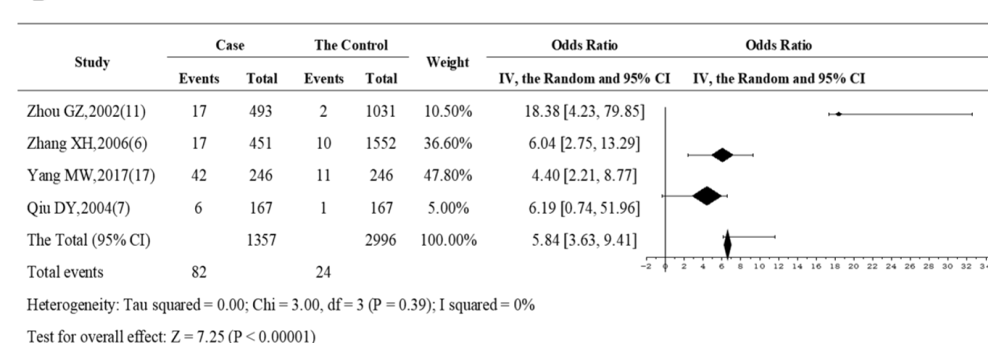 Study Case The Control Weight Odds Ratio Odds Ratio
Events Total Events Total IV, the Random and 95% CI IV, the Random and 95% CI
Zhou GZ,2002(11) 17 493 2 1031 10.50% 18.38 [4.23, 79.85]
Zhang XH,2006(6) 17 451 10 1552 36.60% 6.04 [2.75, 13.29]
Yang MW,2017(17) 42 246 11 246 47.80% 4.40 [2.21, 8.77]
Qiu DY,2004(7) 6 167 1 167 5.00% 6.19 [0.74, 51.96]
The Total (95% CI) 1357 2996 100.00% 5.84 [3.63, 9.41]
-2 0 2 4 6 8 10 12 14 16 18 20 22 24 26 28 30 32 34
Total events 82 24
Heterogeneity: Tau squared = 0.00; Chi = 3.00, df = 3 (P = 0.39); I squared = 0%
Test for overall effect: Z = 7.25 (P < 0.00001)